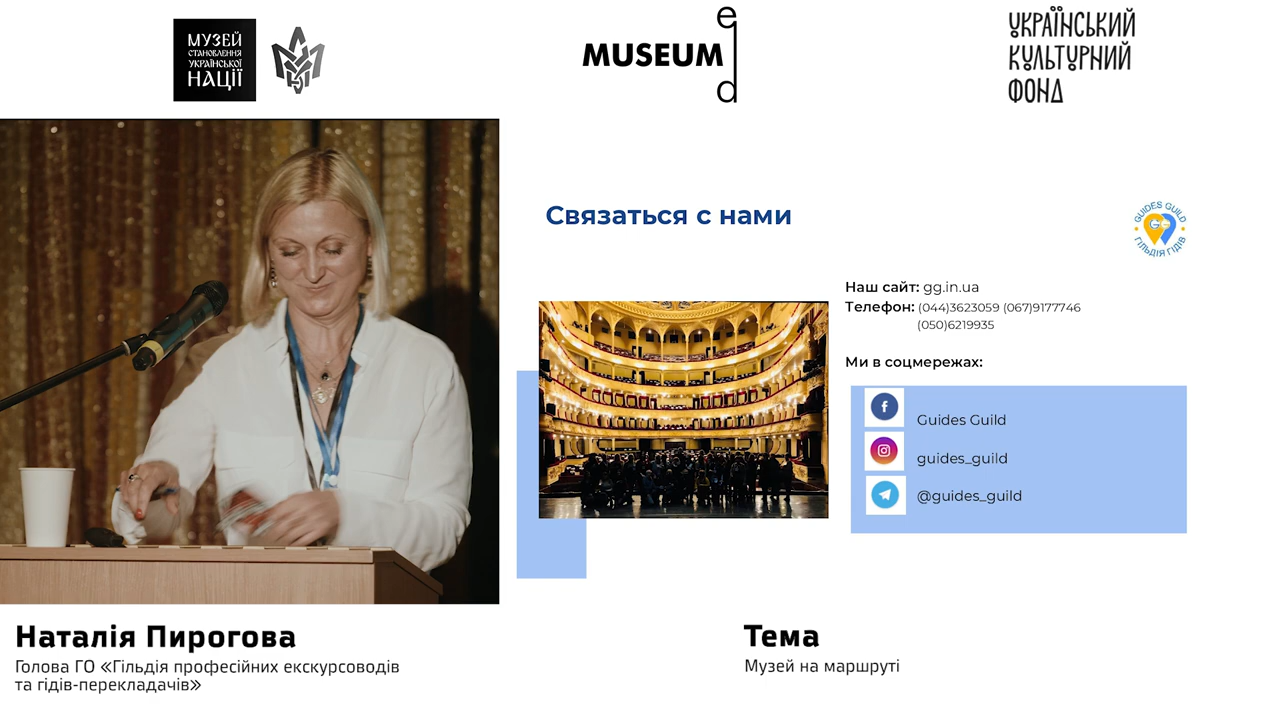 МУЗЕЙ
СТАНОВЛЕННЯ
УКРАЇНСЬКОЇ
НАЦІЇ
MUSEUM
ed
УКРАЇНСЬКИЙ
КУЛЬТУРНИЙ
ФОНД
Связаться с нами
GUIDES GUILD
GG
ГІЛЬДІЯ ГІДІВ
Наш сайт: gg.in.ua
Телефон: (044)3623059 (067)9177746
(050)6219935
Ми в соцмережах:
Guides Guild
guides_guild
@guides_guild
Наталія Пирогова
Голова ГО «Гільдія професійних екскурсоводів
та гідів-перекладачів»
Тема
Музей на маршруті